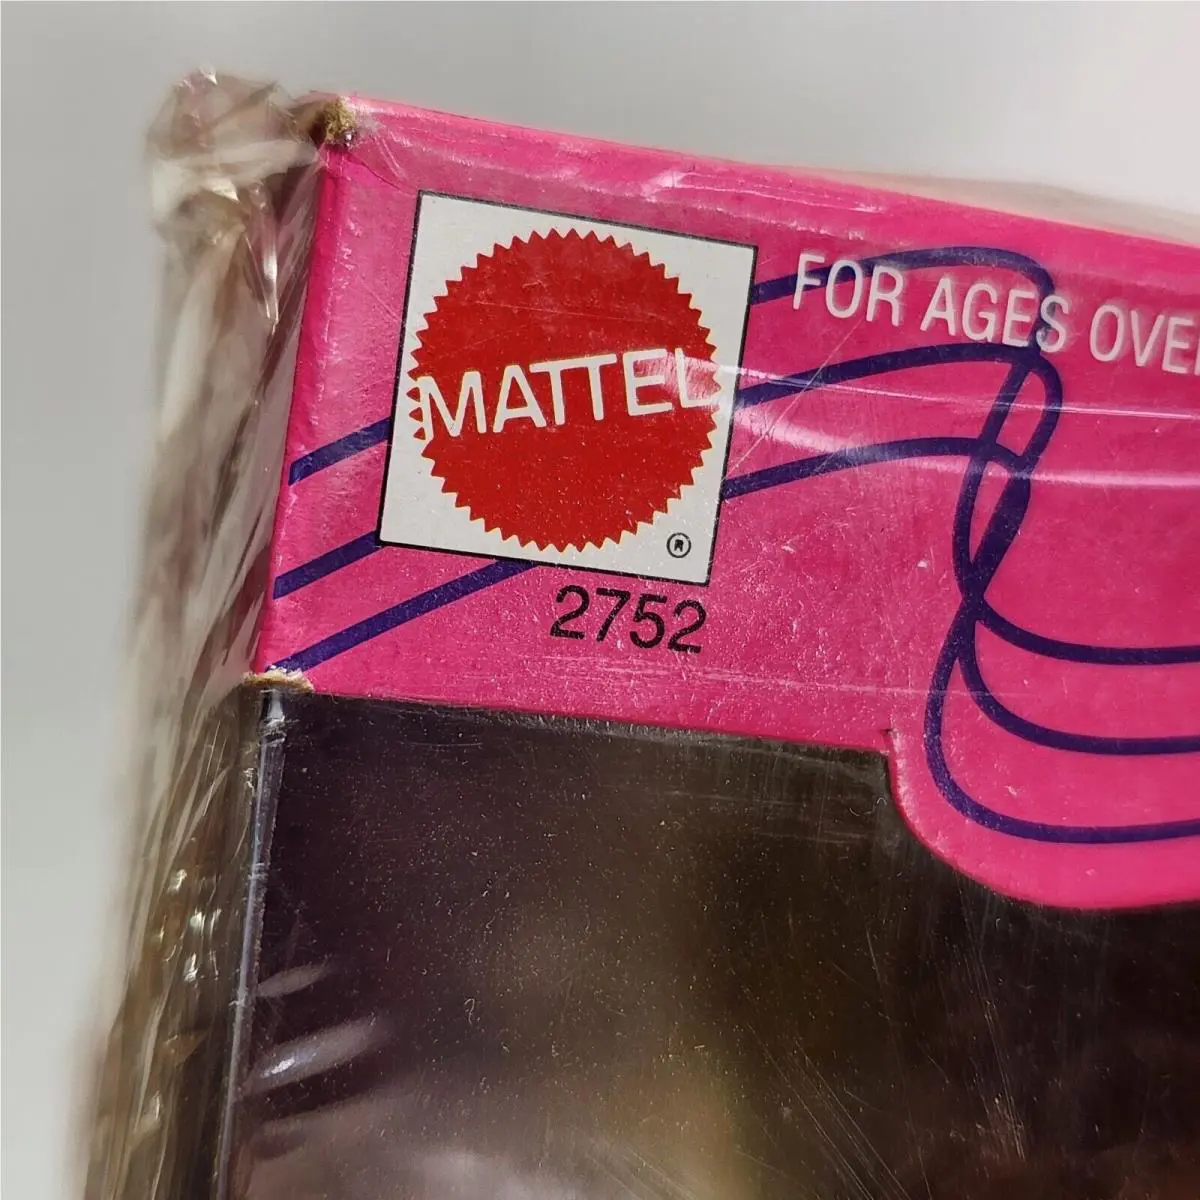 MATTEL
®
FOR AGES OVE
2752